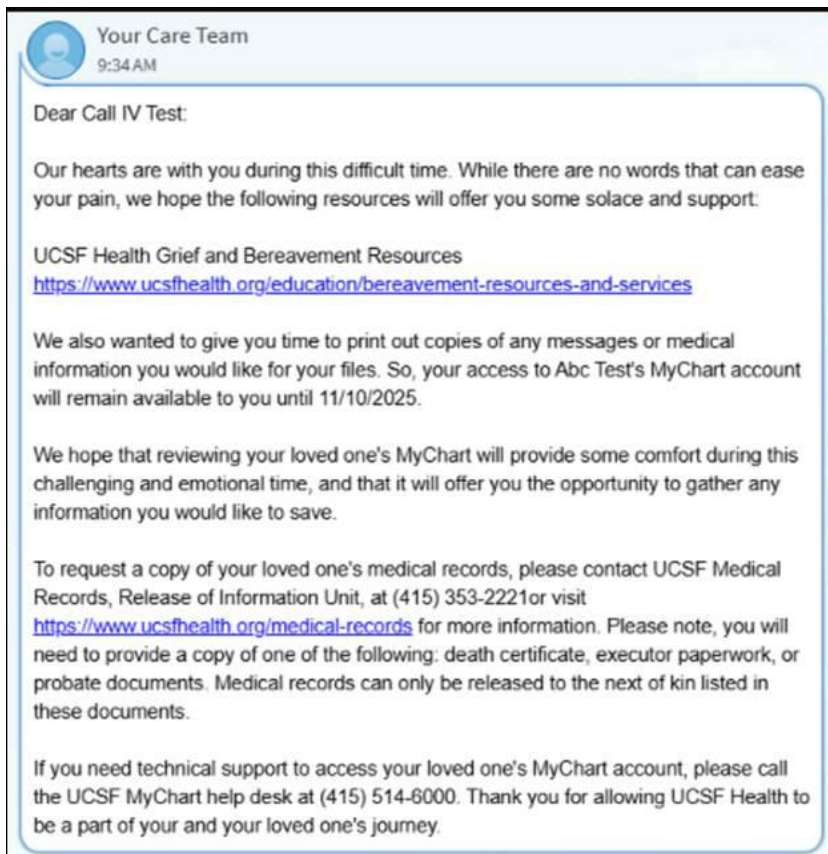 Your Care Team
9:34 AM
Dear Call IV Test:
Our hearts are with you during this difficult time. While there are no words that can ease
your pain, we hope the following resources will offer you some solace and support:
UCSF Health Grief and Bereavement Resources
https://www.ucsfhealth.org/education/bereavement-resources-and-services
We also wanted to give you time to print out copies of any messages or medical
information you would like for your files. So, your access to Abc Test's MyChart account
will remain available to you until 11/10/2025.
We hope that reviewing your loved one's MyChart will provide some comfort during this
challenging and emotional time, and that it will offer you the opportunity to gather any
information you would like to save.
To request a copy of your loved one's medical records, please contact UCSF Medical
Records, Release of Information Unit, at (415) 353-2221or visit
https://www.ucsfhealth.org/medical-records for more information. Please note, you will
need to provide a copy of one of the following: death certificate, executor paperwork, or
probate documents. Medical records can only be released to the next of kin listed in
these documents.
If you need technical support to access your loved one's MyChart account, please call
the UCSF MyChart help desk at (415) 514-6000. Thank you for allowing UCSF Health to
be a part of your and your loved one's journey.